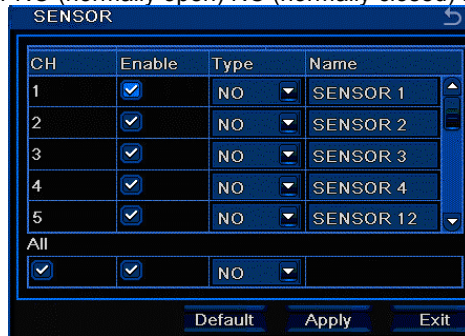 NO (normally open) NC (normally closed)
SENSOR
CH Enable Type Name
1 NO SENSOR 1
2 NO SENSOR 2
3 NO SENSOR 3
4 NO SENSOR 4
5 NO SENSOR 12
All
NO
Default Apply Exit